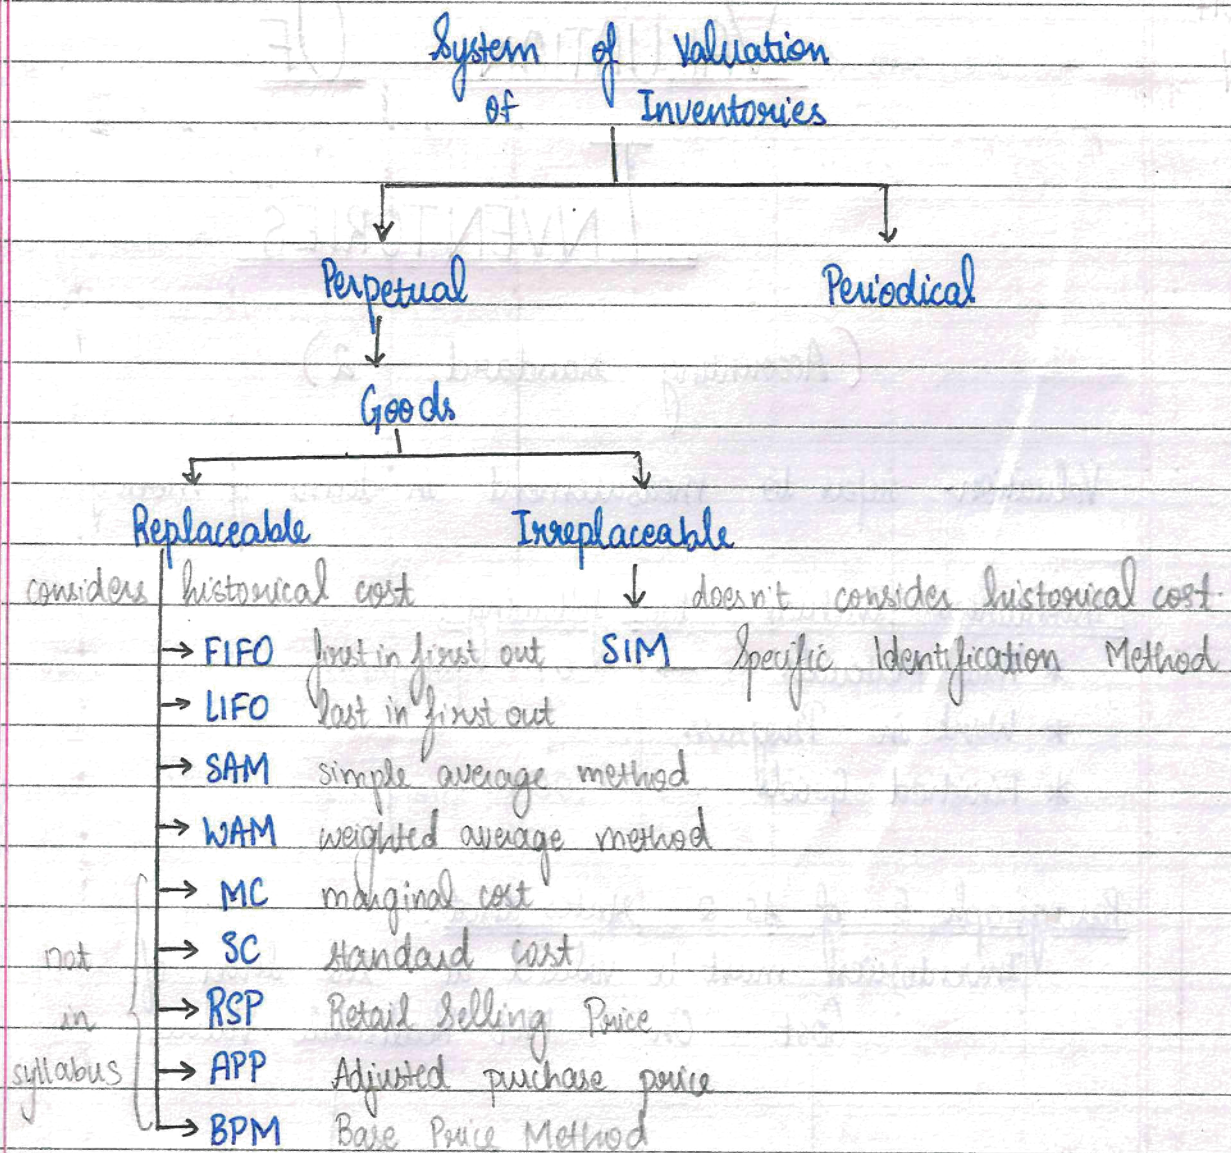 System of Valuation
of Inventories
Perpetual Periodical
Goods
Replaceable Irreplaceable
considers historical cost doesn't consider historical cost
FIFO first in first out SIM Specific Identification Method
LIFO last in first out
SAM simple average method
WAM weighted average method
MC marginal cost
not SC standard cost
in RSP Retail Selling Price
syllabus APP Adjusted purchase price
BPM Base Price Method